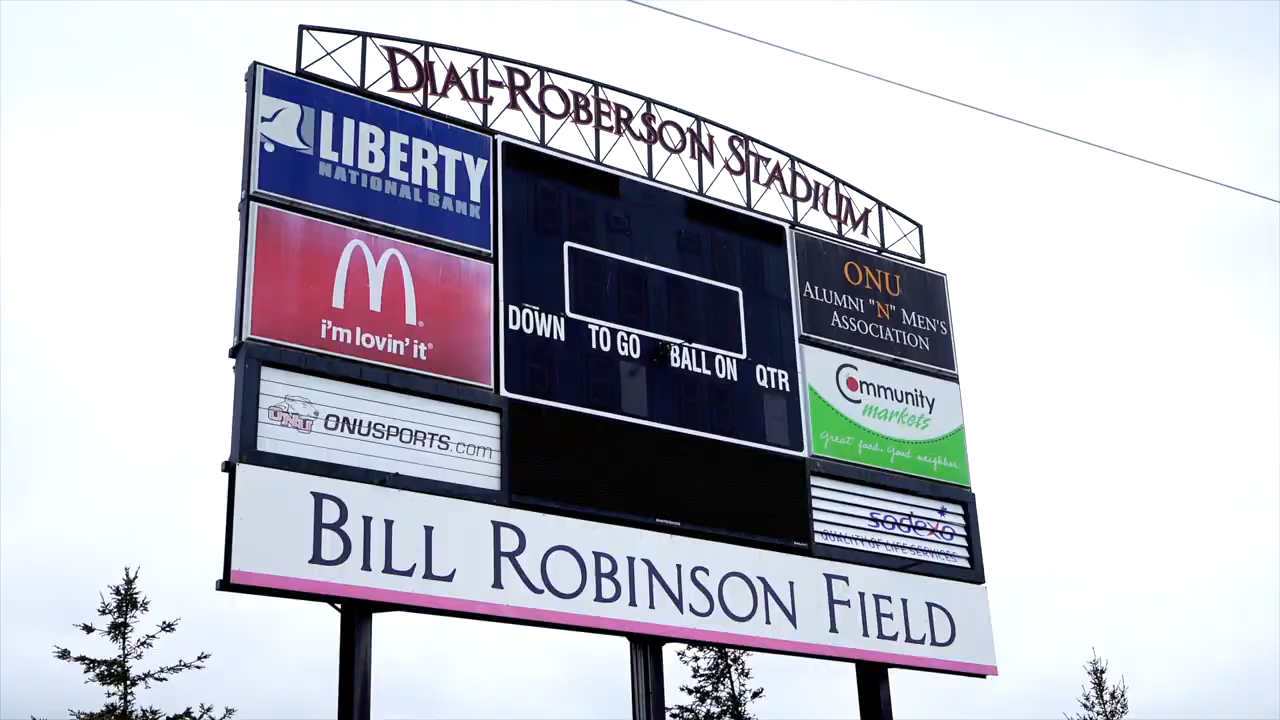 DIAL-ROBERSON STADIUM
LIBERTY
NATIONAL BANK
i'm lovin' it®
ONU
ONUSPORTS.com
DOWN
TO GO
BALL ON
QTR
ONU
ALUMNI "N" MEN'S
ASSOCIATION
Community
markets
Great food. Good neighbor.
sodexo
QUALITY OF LIFE SERVICES
BILL ROBINSON FIELD